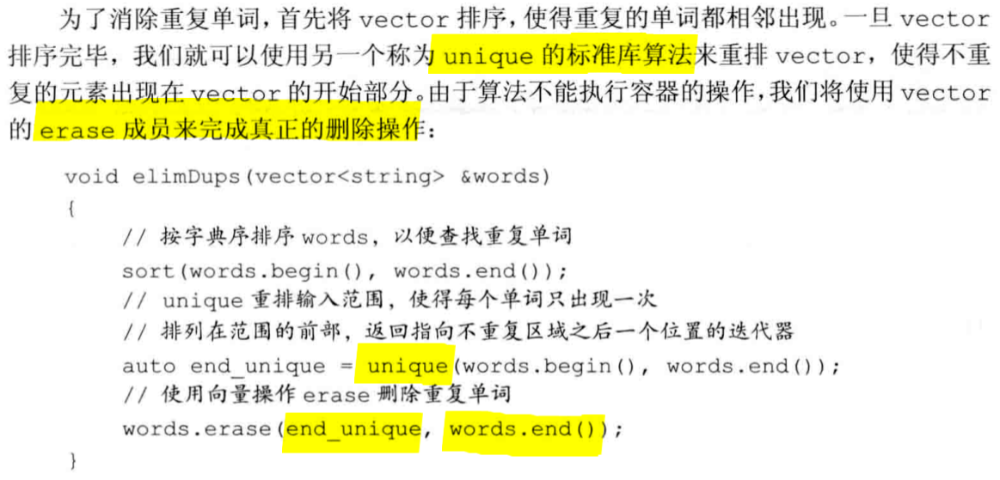 为了消除重复单词，首先将 vector 排序，使得重复的单词都相邻出现。一旦 vector
排序完毕，我们就可以使用另一个称为 unique 的标准库算法来重排 vector，使得不重
复的元素出现在 vector 的开始部分。由于算法不能执行容器的操作，我们将使用 vector
的 erase 成员来完成真正的删除操作：
void elimDups(vector<string> &words)
{
// 按字典序排序 words，以便查找重复单词
sort(words.begin(), words.end());
// unique 重排输入范围，使得每个单词只出现一次
// 排列在范围的前部，返回指向不重复区域之后一个位置的迭代器
auto end_unique = unique(words.begin(), words.end());
// 使用向量操作 erase 删除重复单词
words.erase(end_unique, words.end());
}